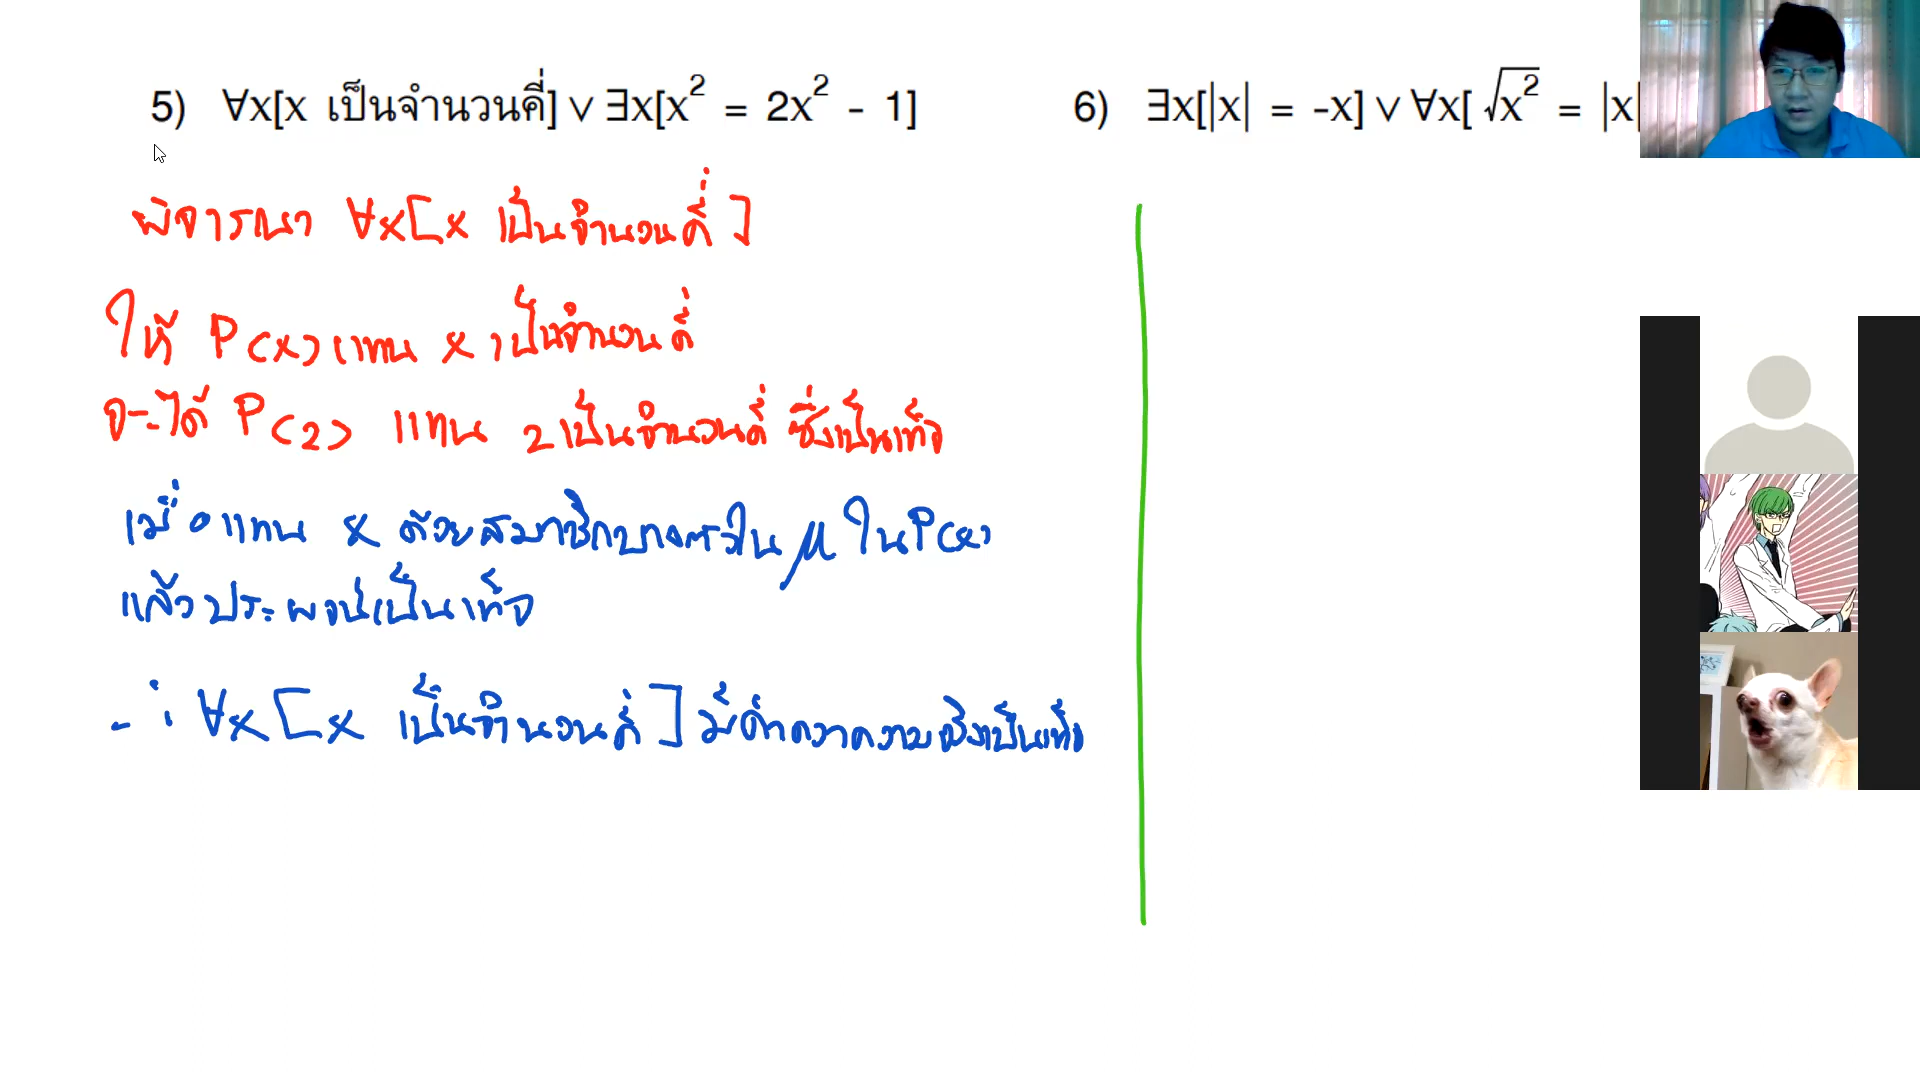 5) ∀x[x เป็นจำนวนคี่] ∨ ∃x[x² = 2x² - 1]
6) ∃x[|x| = -x] ∨ ∀x[ √x² = |x|
พิจารณา ∀x[x เป็นจำนวนคี่]
ให้ P(x) แทน x เป็นจำนวนคี่
จะได้ P(2) แทน 2 เป็นจำนวนคี่ ซึ่งเป็นเท็จ
เมื่อแทน x ด้วยสมาชิกบางตัวใน μ ใน P(x)
แล้วประพจน์เป็นเท็จ
∴ ∀x[x เป็นจำนวนคี่] มีค่าความจริงเป็นเท็จ